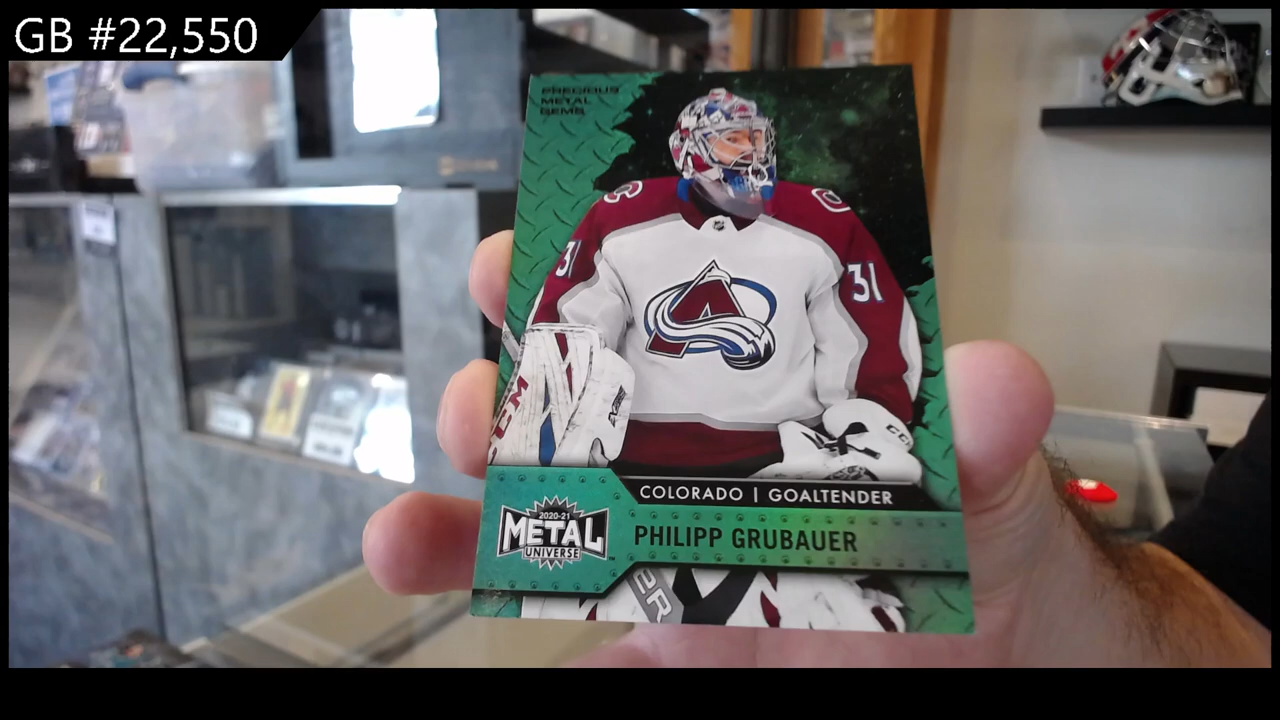 GB #22,550
PRECIOUS
METAL
GEMS
31
31
CCM
COLORADO | GOALTENDER
2020-21
METAL
UNIVERSE
PHILIPP GRUBAUER